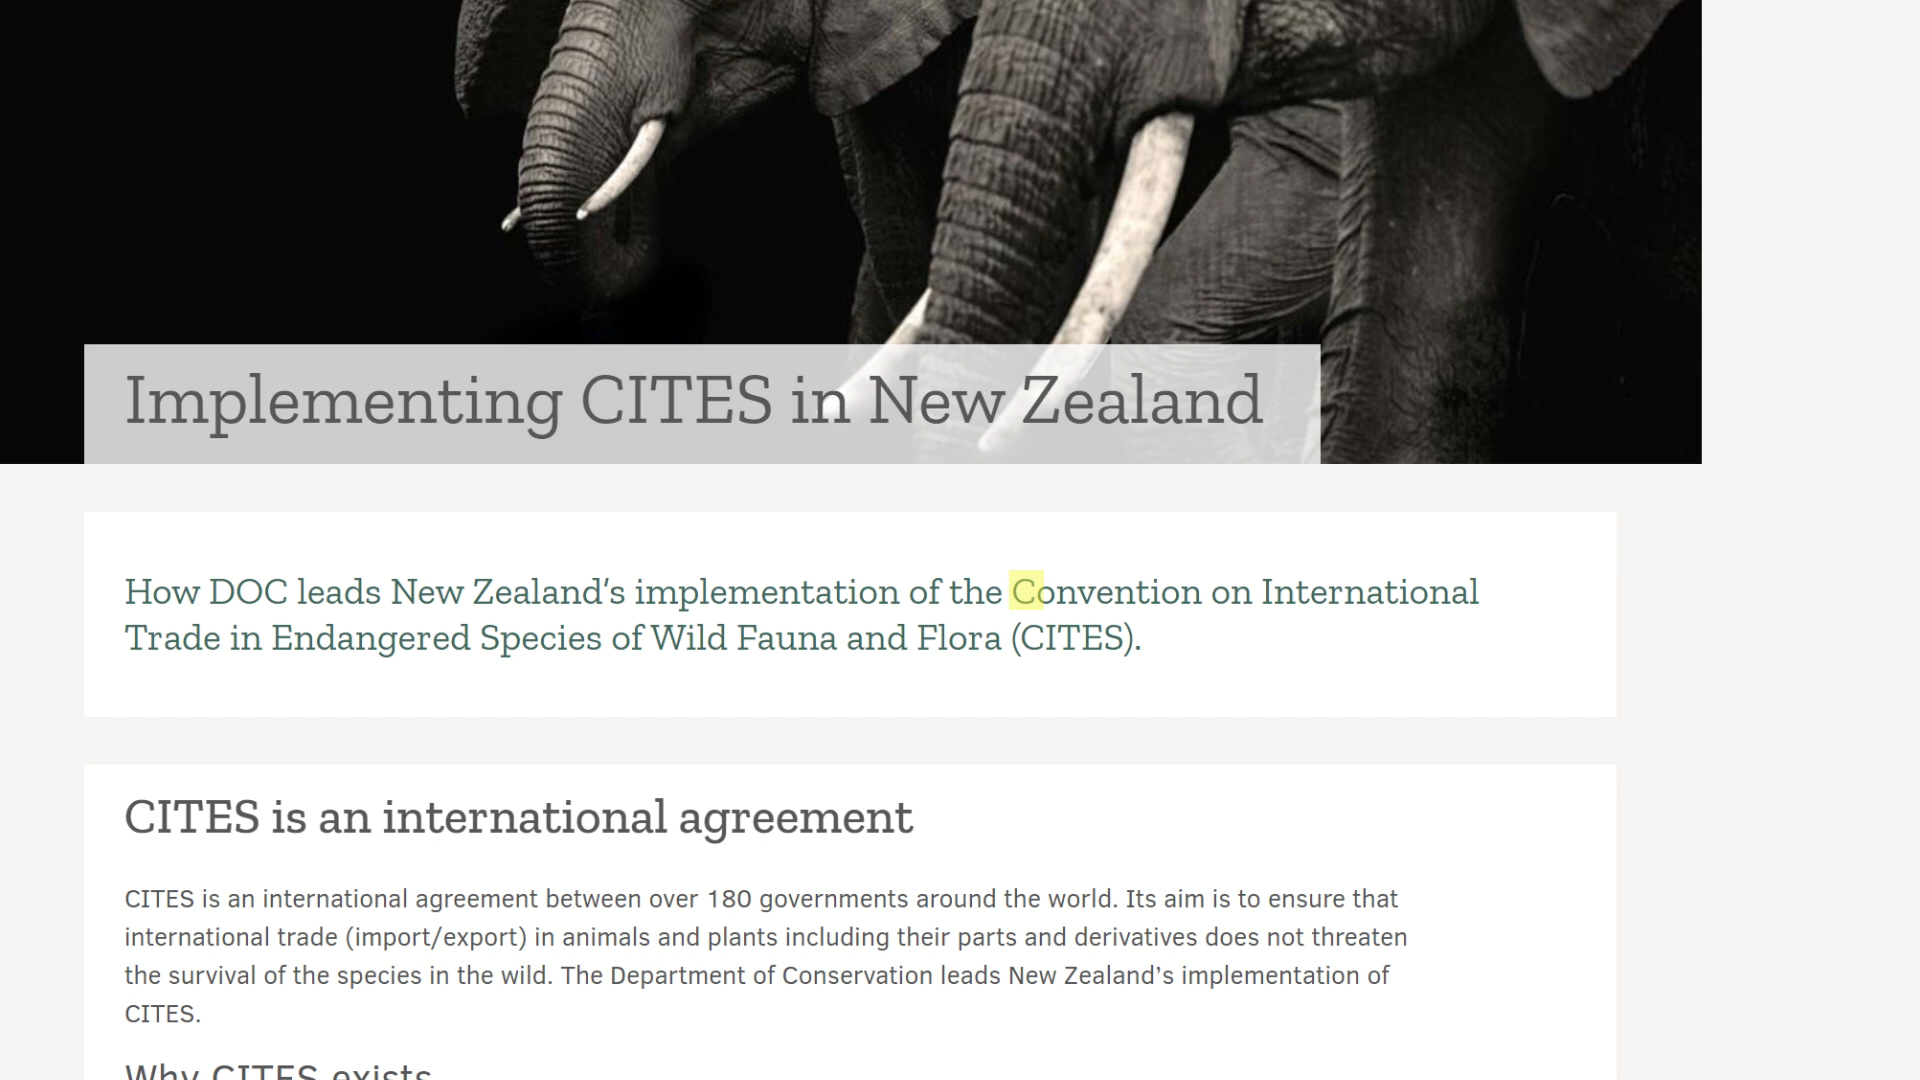 Implementing CITES in New Zealand
How DOC leads New Zealand's implementation of the Convention on International
Trade in Endangered Species of Wild Fauna and Flora (CITES).
CITES is an international agreement
CITES is an international agreement between over 180 governments around the world. Its aim is to ensure that
international trade (import/export) in animals and plants including their parts and derivatives does not threaten
the survival of the species in the wild. The Department of Conservation leads New Zealand’s implementation of
CITES.
Why CITES exists